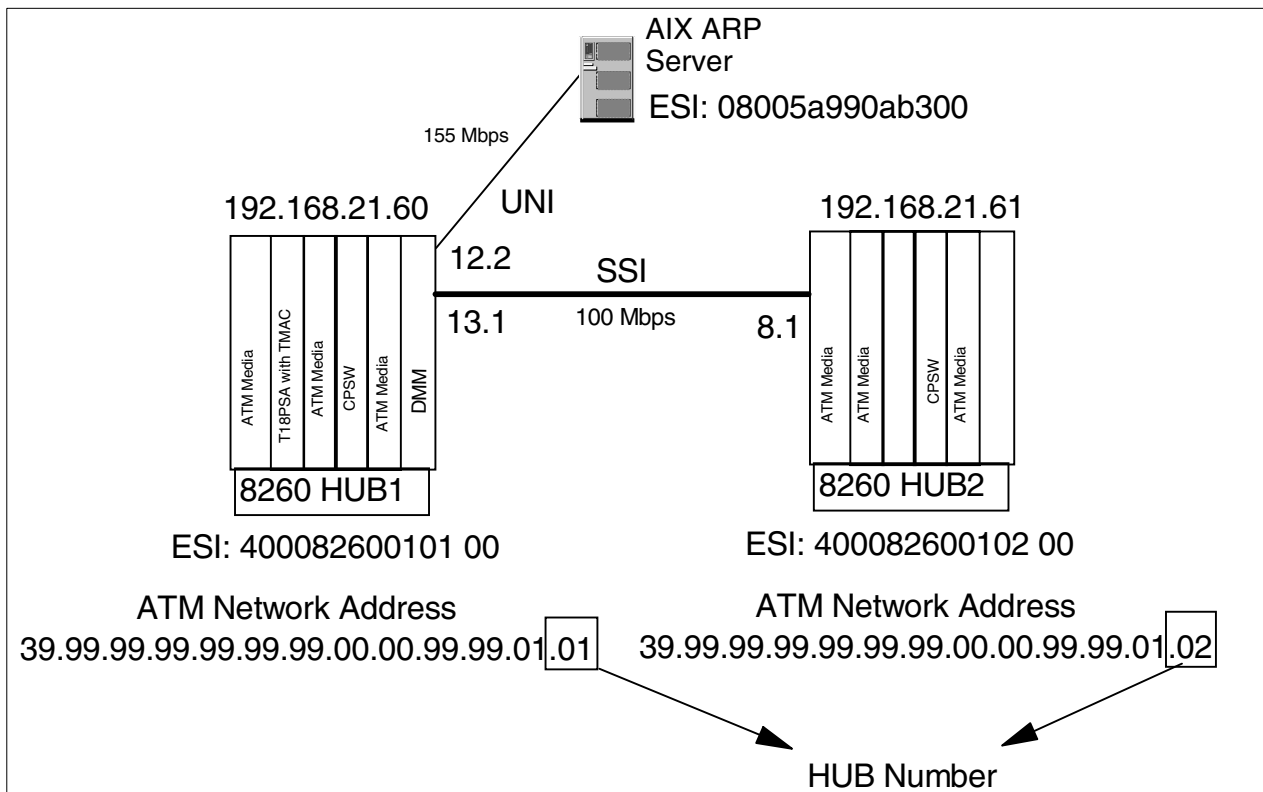 AIX ARP
Server
ESI: 08005a990ab300
155 Mbps
UNI
192.168.21.60
192.168.21.61
12.2
SSI
13.1
100 Mbps
8.1
ATM Media
T18PSA with TMAC
ATM Media
CPSW
ATM Media
DMM
ATM Media
ATM Media
CPSW
ATM Media
8260 HUB1
8260 HUB2
ESI: 400082600101 00
ESI: 400082600102 00
ATM Network Address
39.99.99.99.99.99.99.00.00.99.99.01.01
ATM Network Address
39.99.99.99.99.99.99.00.00.99.99.01.02
HUB Number